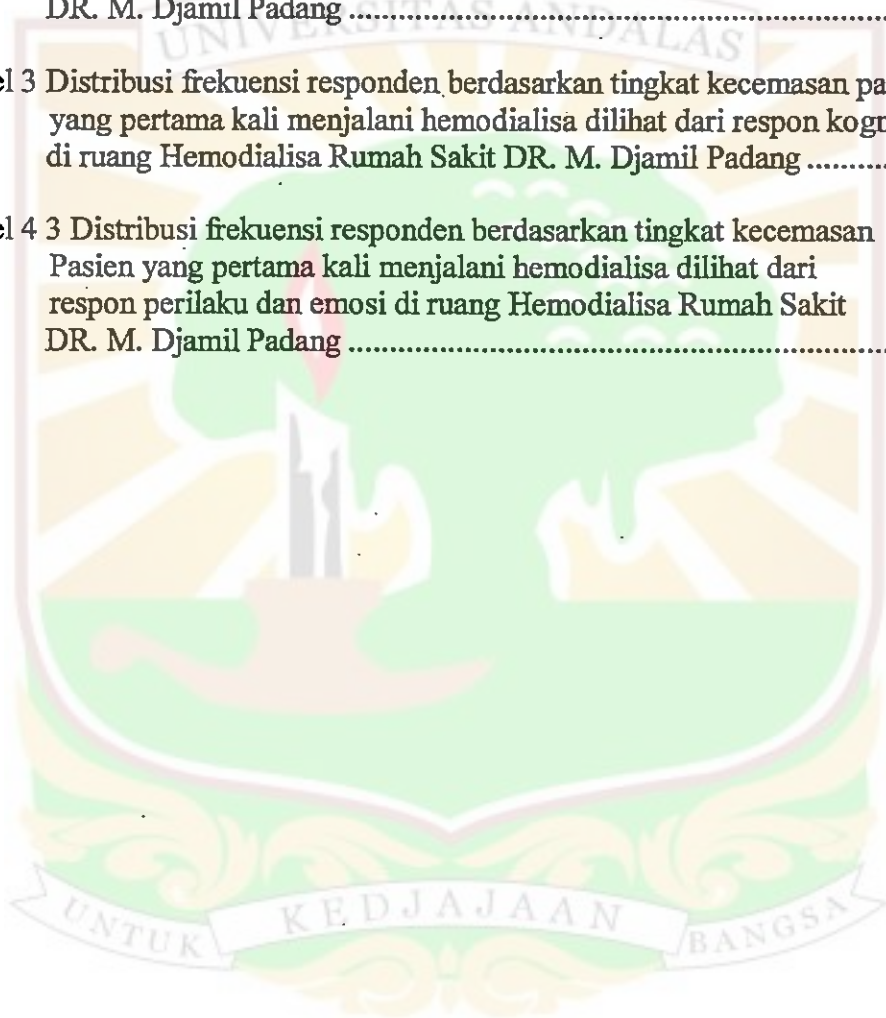 DR. M. Djamil Padang ................................................................
UNIVERSITAS ANDALAS
el 3 Distribusi frekuensi responden berdasarkan tingkat kecemasan pa
yang pertama kali menjalani hemodialisa dilihat dari respon kogn
di ruang Hemodialisa Rumah Sakit DR. M. Djamil Padang ..........
el 4 3 Distribusi frekuensi responden berdasarkan tingkat kecemasan
Pasien yang pertama kali menjalani hemodialisa dilihat dari
respon perilaku dan emosi di ruang Hemodialisa Rumah Sakit
DR. M. Djamil Padang ................................................................
UNTUK KEDJAJAAN BANGSA